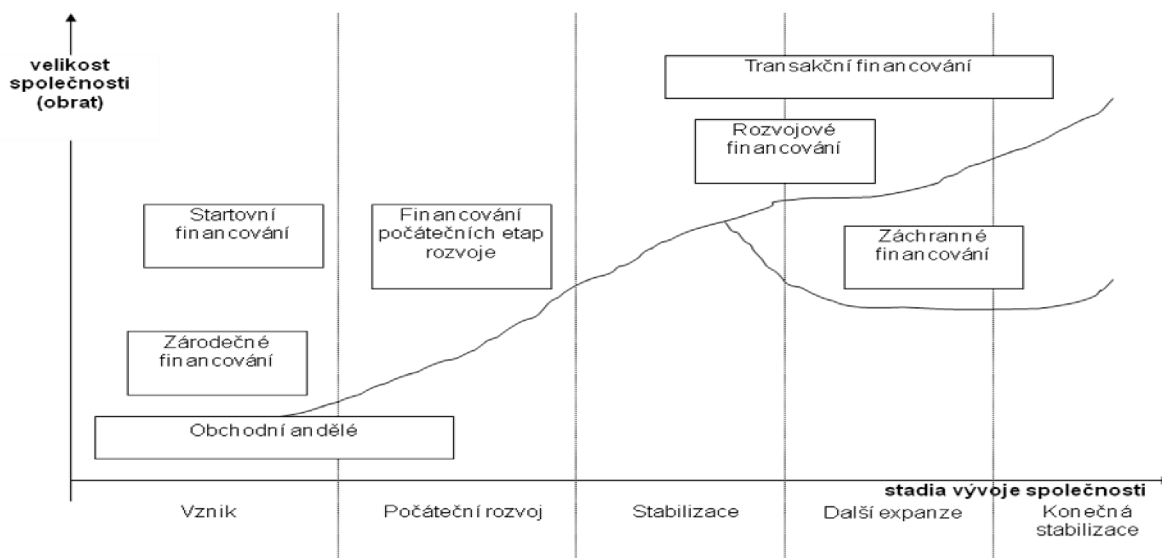 velikost
společnosti
(obrat)
Transakční financování
Rozvojové
financování
Startovní
financování
Financování
počátečních etap
rozvoje
Záchranné
financování
Zárodečné
financování
Obchodní andělé
stadia vývoje společnosti
Vznik
Počáteční rozvoj
Stabilizace
Další expanze
Konečná
stabilizace